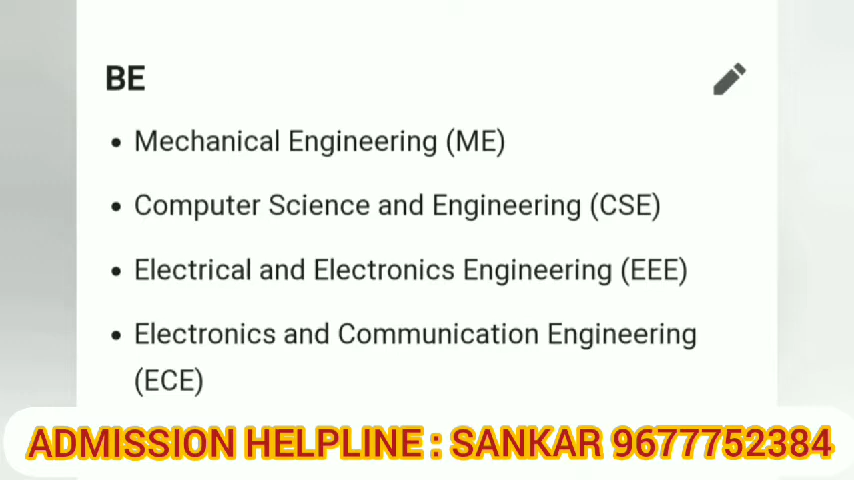 BE
• Mechanical Engineering (ME)
• Computer Science and Engineering (CSE)
• Electrical and Electronics Engineering (EEE)
• Electronics and Communication Engineering
(ECE)
ADMISSION HELPLINE : SANKAR 9677752384